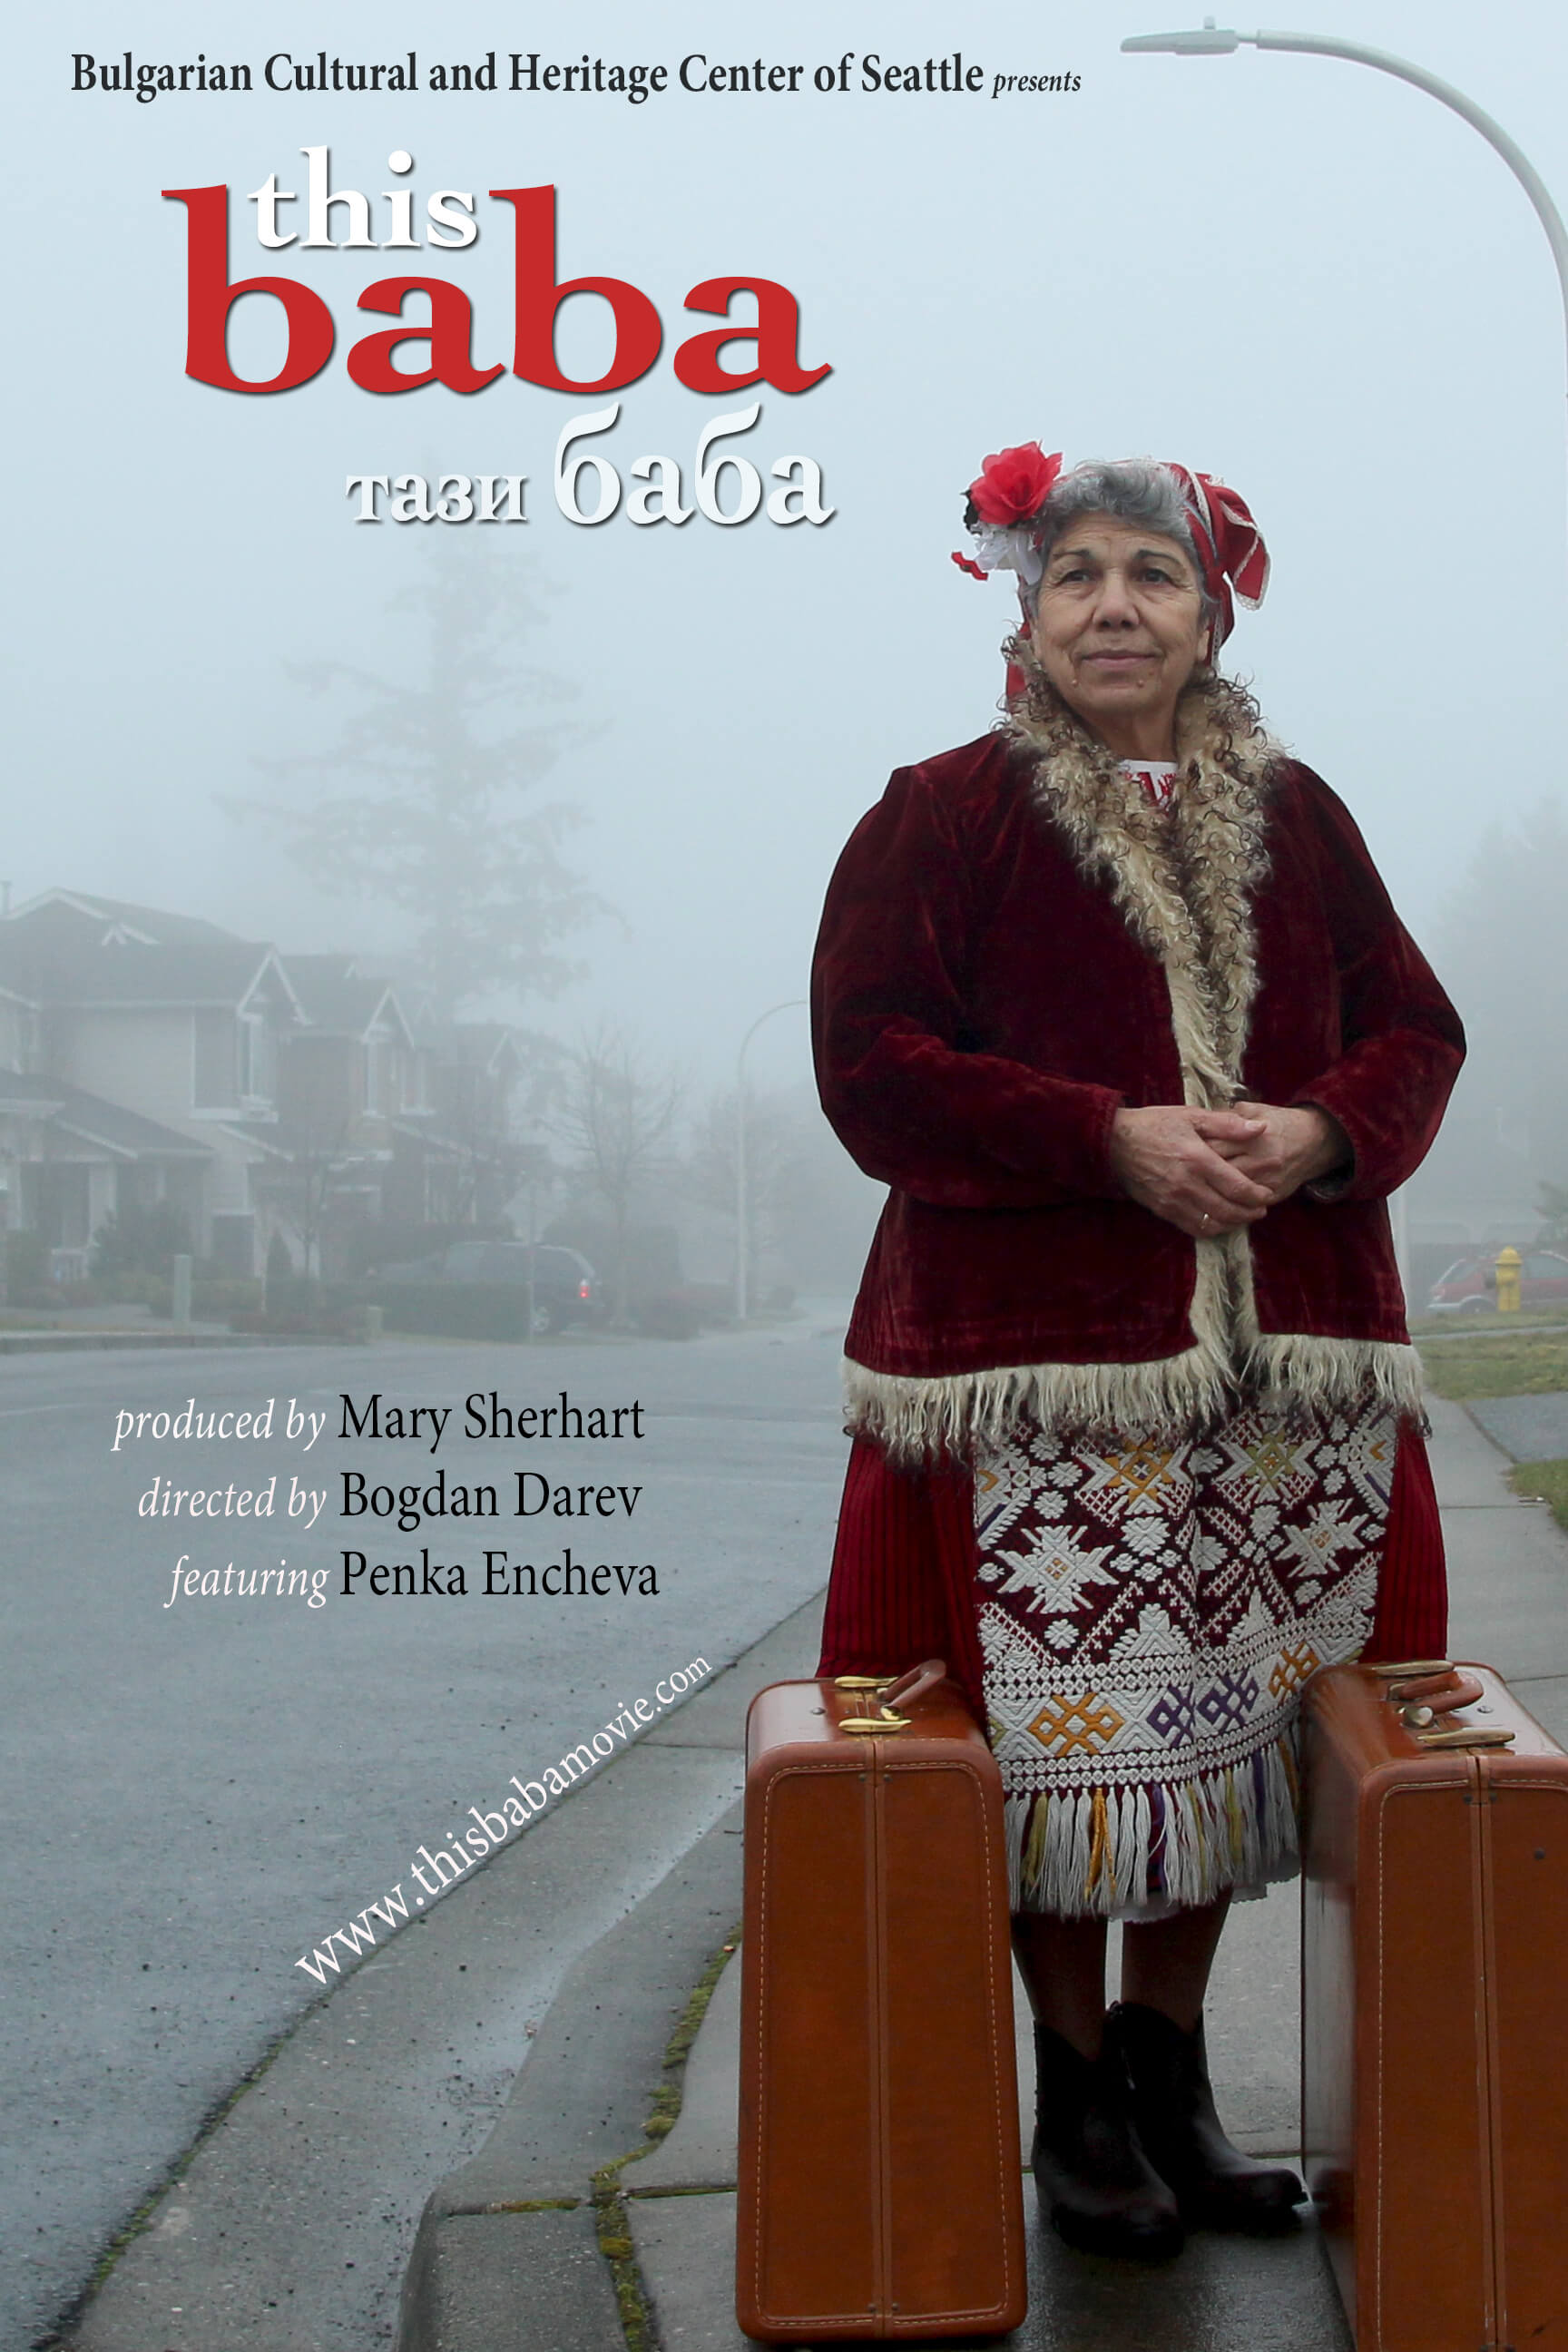 Bulgarian Cultural and Heritage Center of Seattle presents
this
baba
тази баба
produced by Mary Sherhart
directed by Bogdan Darev
featuring Penka Encheva
www.thisbabamovie.com